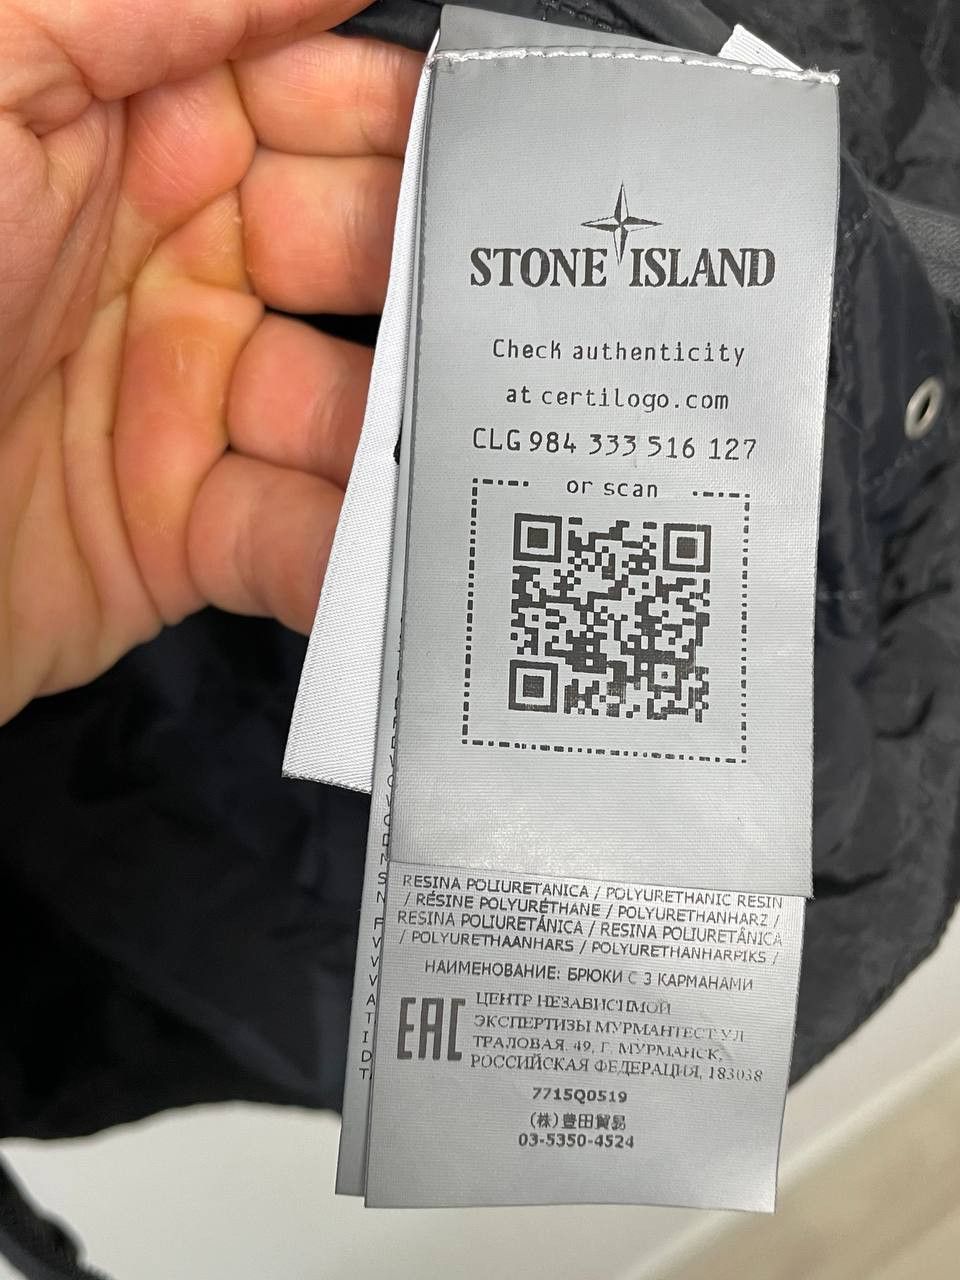 STONE ISLAND
Check authenticity
at certilogo.com
CLG 984 333 516 127
or scan
RESINA POLIURETANICA / POLYURETHANIC RESIN
/ RÉSINE POLYURÉTHANE / POLYURETHANHARZ /
RESINA POLIURETÁNICA / RESINA POLIURETÂNICA
/ POLYURETHAANHARS / POLYURETHANHARPIKS /
НАИМЕНОВАНИЕ: БРЮКИ С 3 КАРМАНАМИ
EAC
ЦЕНТР НЕЗАВИСИМОЙ
ЭКСПЕРТИЗЫ МУРМАНТЕСТ УЛ
ТРАЛОВАЯ, 49, Г. МУРМАНСК,
РОССИЙСКАЯ ФЕДЕРАЦИЯ, 183038
7715Q0519
(株)豊田貿易
03-5350-4524